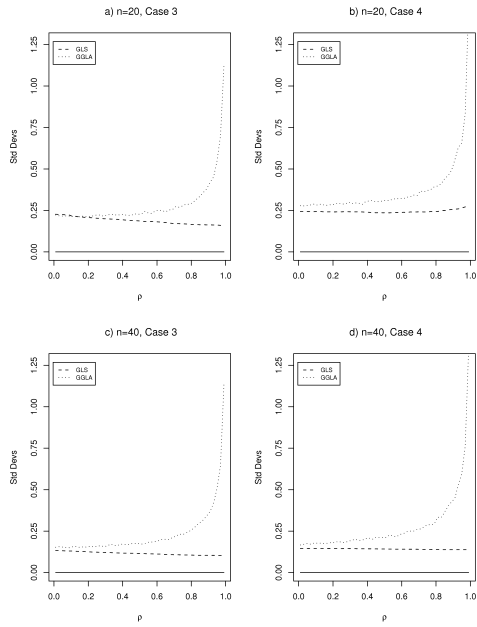 a) n=20, Case 3
GLS
GGLA
Std Devs
0.00 0.25 0.50 0.75 1.00 1.25
0.0 0.2 0.4 0.6 0.8 1.0
ρ
b) n=20, Case 4
GLS
GGLA
Std Devs
0.00 0.25 0.50 0.75 1.00 1.25
0.0 0.2 0.4 0.6 0.8 1.0
ρ
c) n=40, Case 3
GLS
GGLA
Std Devs
0.00 0.25 0.50 0.75 1.00 1.25
0.0 0.2 0.4 0.6 0.8 1.0
ρ
d) n=40, Case 4
GLS
GGLA
Std Devs
0.00 0.25 0.50 0.75 1.00 1.25
0.0 0.2 0.4 0.6 0.8 1.0
ρ